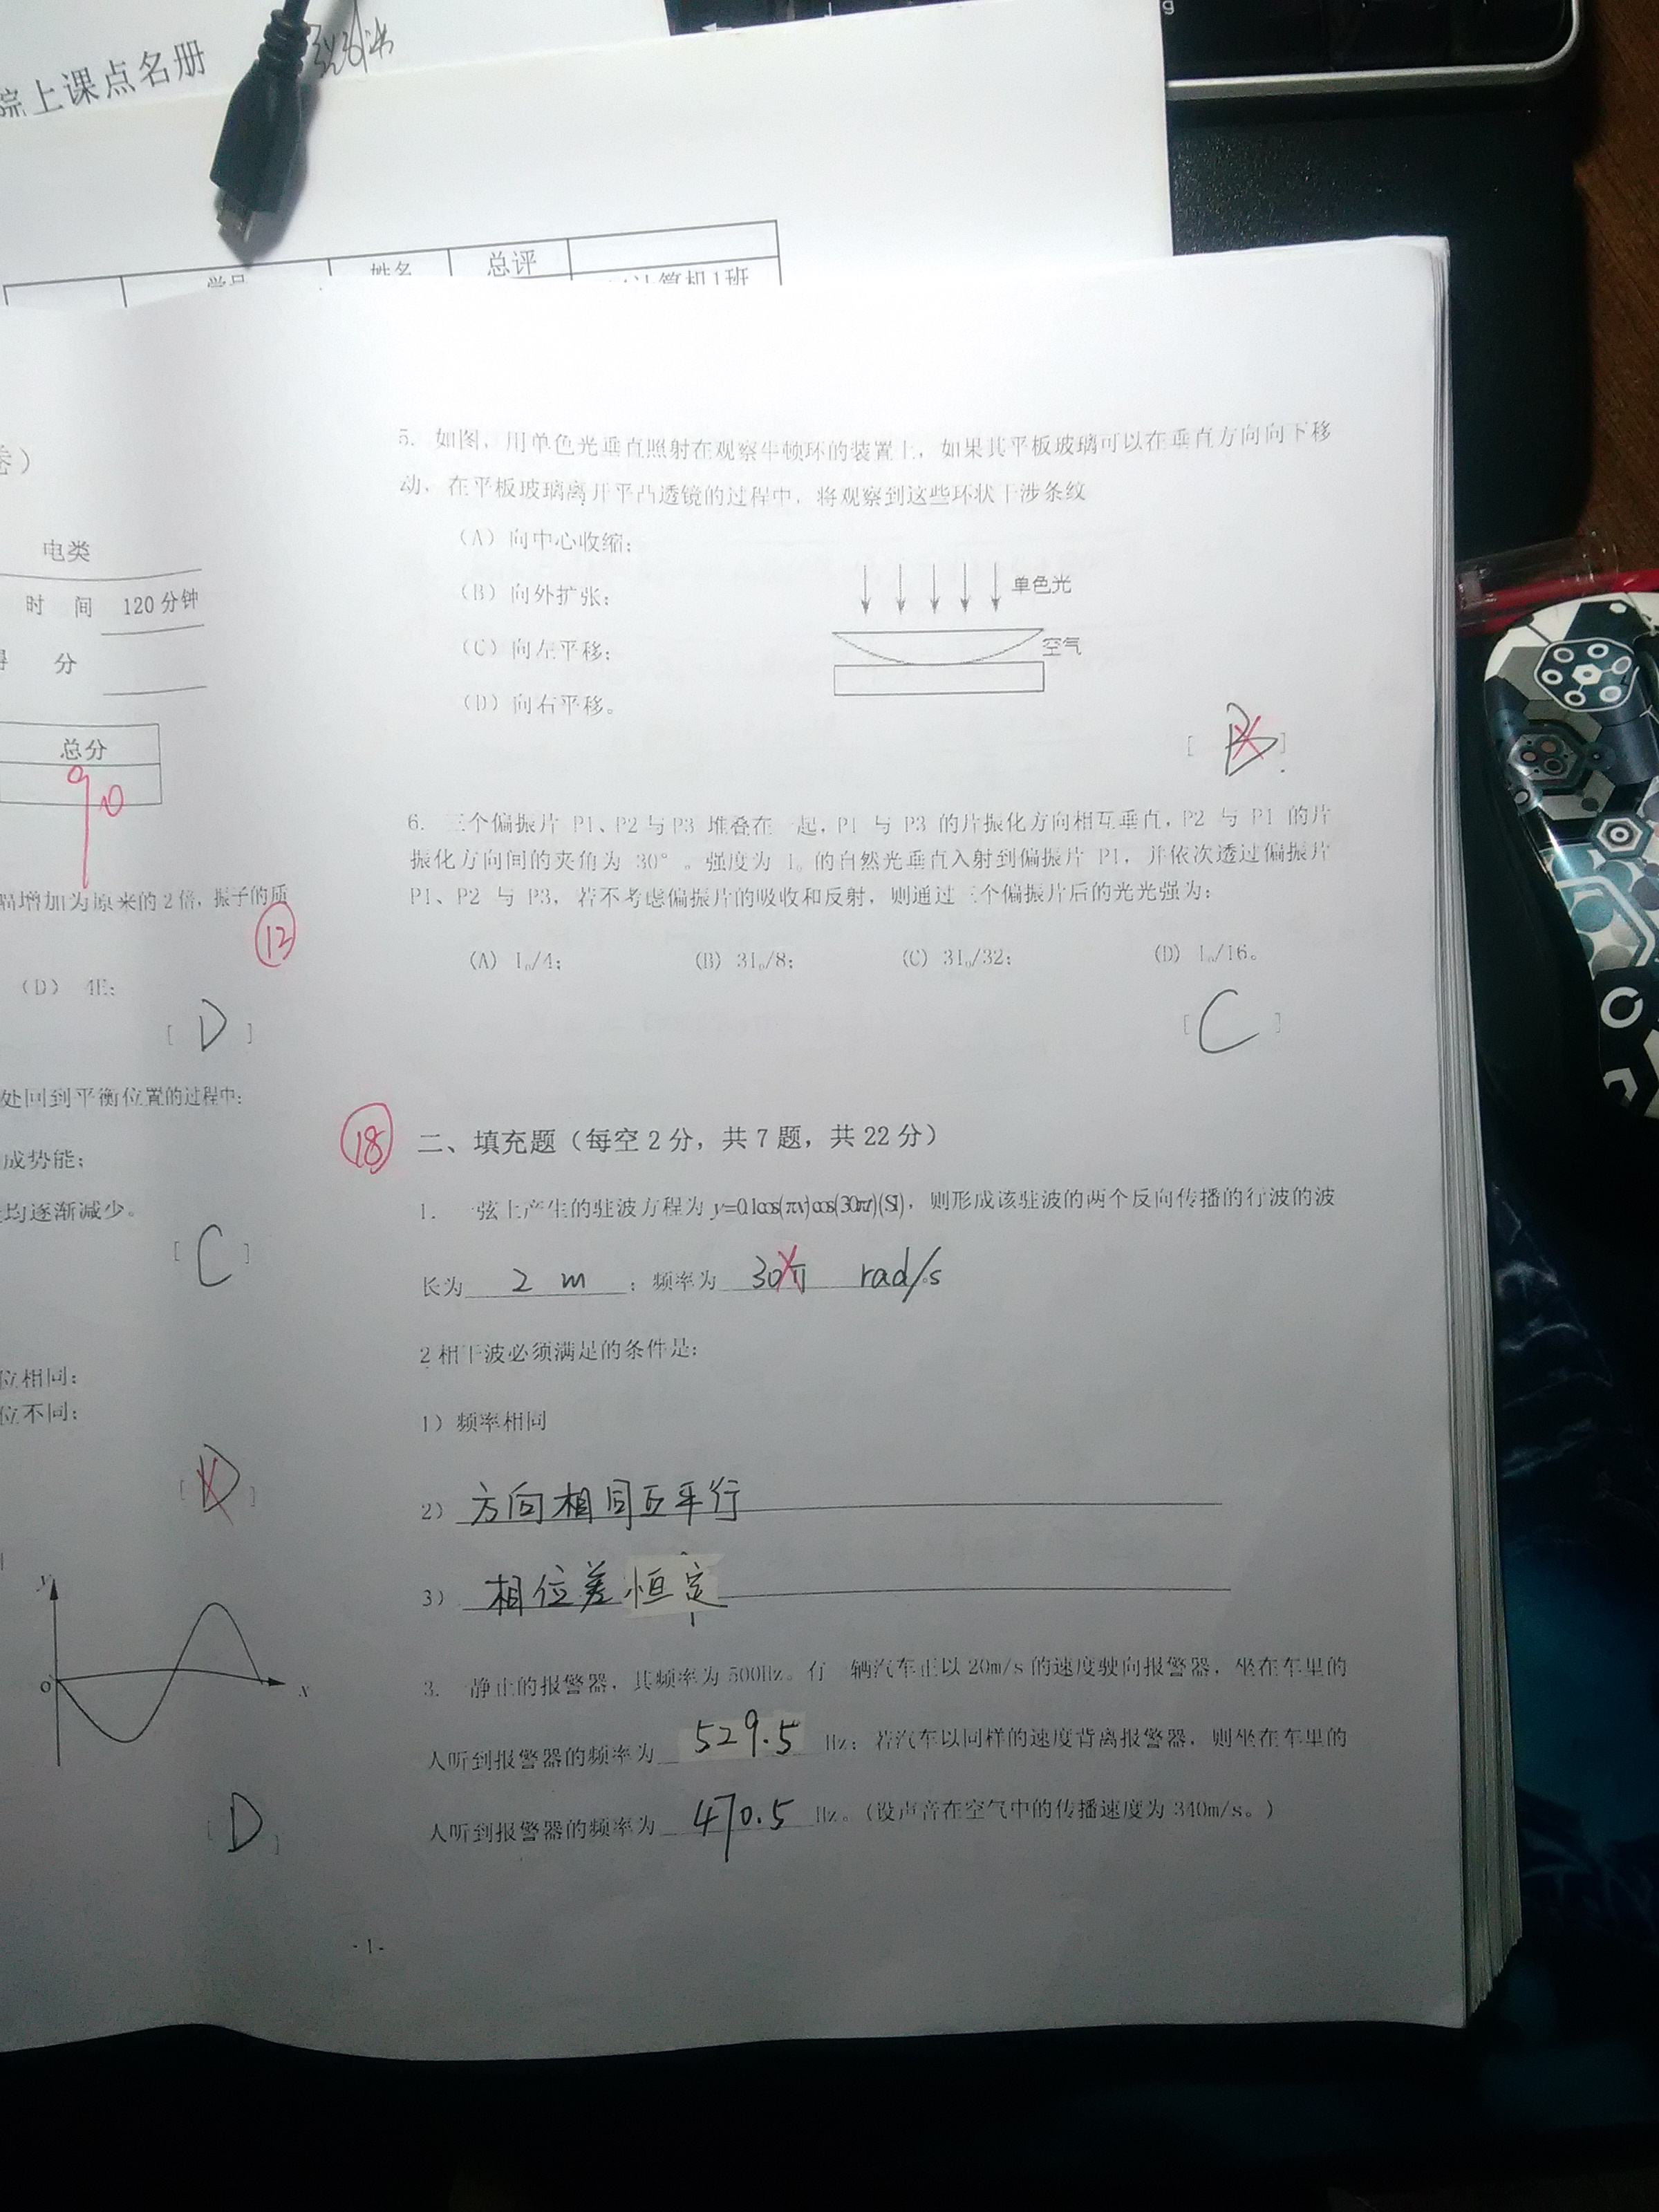 院上课点名册
学号 姓名 总评
计算机1班
卷）
电类
时 间 120分钟
得 分
总分
90
幅增加为原来的2倍，振子的质
12
（D） 4E；
[ D ]
处回到平衡位置的过程中：
成势能；
均逐渐减少。
[ C ]
位相同；
位不同；
[ D ]
y
o
x
[ D ]
5. 如图，用单色光垂直照射在观察牛顿环的装置上，如果其平板玻璃可以在垂直方向向下移
动，在平板玻璃离开平凸透镜的过程中，将观察到这些环状干涉条纹
（A）向中心收缩；
（B）向外扩张；
（C）向左平移；
（D）向右平移。
单色光
空气
[ B ]
6. 三个偏振片 P1、P2 与 P3 堆叠在一起，P1 与 P3 的片振化方向相互垂直，P2 与 P1 的片
振化方向间的夹角为 30° 。强度为 I₀ 的自然光垂直入射到偏振片 P1，并依次透过偏振片
P1、P2 与 P3，若不考虑偏振片的吸收和反射，则通过三个偏振片后的光光强为：
（A）I₀/4； （B）3I₀/8； （C）3I₀/32； （D）I₀/16。
[ C ]
18
二、填充题（每空 2 分，共 7 题，共 22 分）
1. 一弦上产生的驻波方程为 y=0.1cos(πx)cos(30πt)(SI)，则形成该驻波的两个反向传播的行波的波
长为 2 m ；频率为 30π rad/s
2相干波必须满足的条件是：
1）频率相同
2）方向相同互平行
3）相位差恒定
3. 一静止的报警器，其频率为 500Hz。有一辆汽车正以 20m/s 的速度驶向报警器，坐在车里的
人听到报警器的频率为 529.5 Hz；若汽车以同样的速度背离报警器，则坐在车里的
人听到报警器的频率为 470.5 Hz。（设声音在空气中的传播速度为 340m/s。）
- 1 -